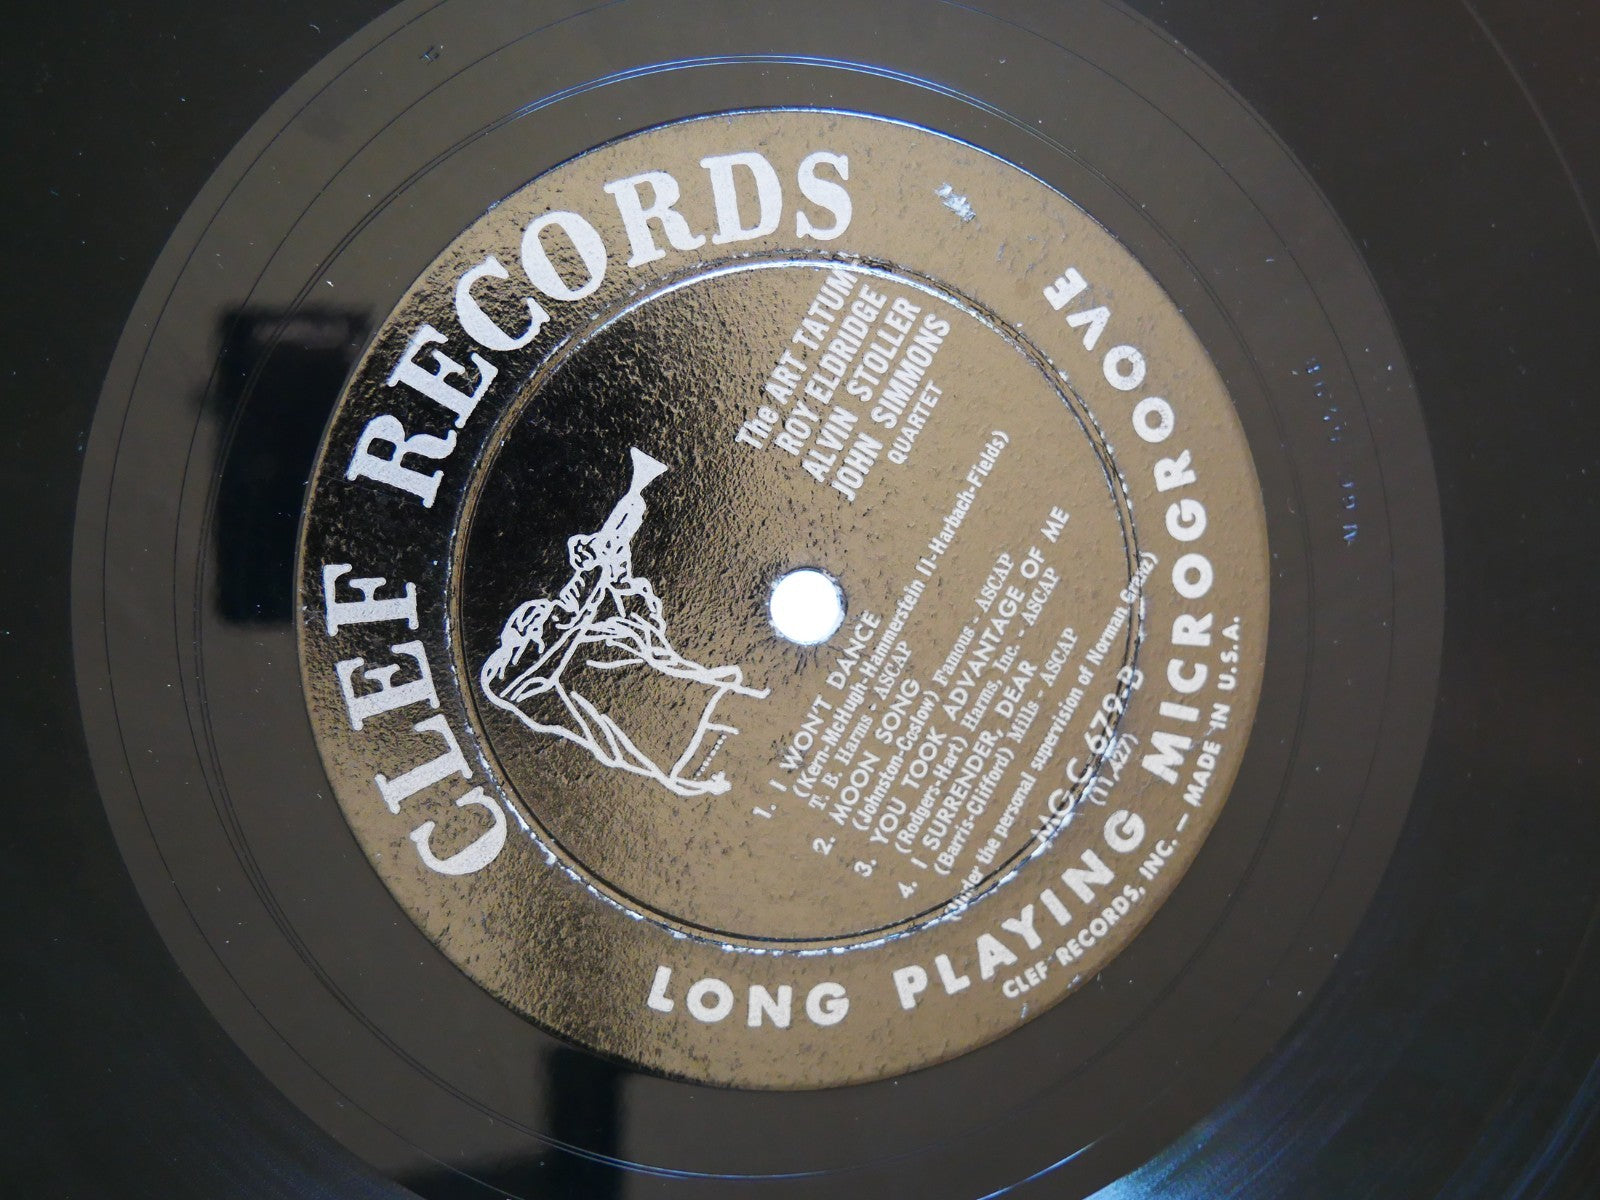 CLEF RECORDS
The ART TATUM
ROY ELDRIDGE
ALVIN STOLLER
JOHN SIMMONS
QUARTET
1. I WON'T DANCE
(Kern-McHugh-Hammerstein II-Harbach-Fields)
T. B. Harms - ASCAP
2. MOON SONG
(Johnston-Coslow) Famous - ASCAP
3. YOU TOOK ADVANTAGE OF ME
(Rodgers-Hart) Harms, Inc. - ASCAP
4. I SURRENDER, DEAR
(Barris-Clifford) Mills - ASCAP
(Under the personal supervision of Norman Granz)
MG C-679-B
LONG PLAYING MICROGROOVE
CLEF RECORDS, INC. – MADE IN U.S.A.